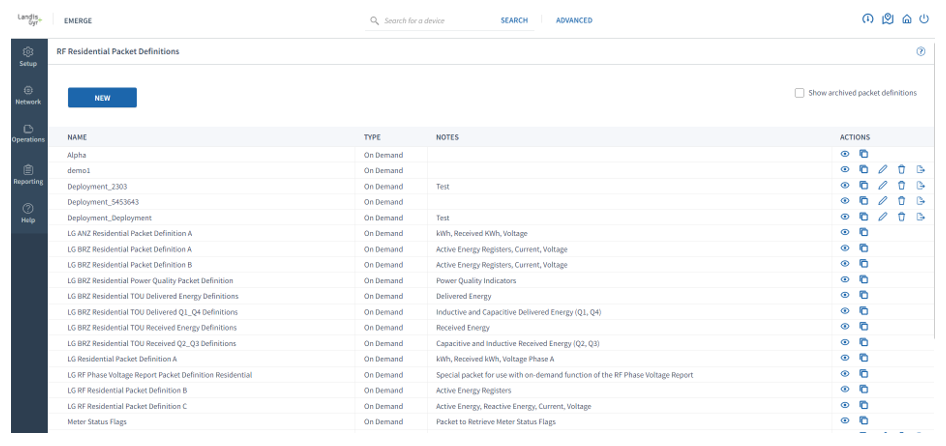 Landis Gyr
EMERGE
Search for a device
SEARCH
ADVANCED
Setup
Network
Operations
Reporting
Help
RF Residential Packet Definitions
NEW
Show archived packet definitions
NAME TYPE NOTES ACTIONS
Alpha On Demand
demo1 On Demand
Deployment_2303 On Demand Test
Deployment_5453643 On Demand
Deployment_Deployment On Demand Test
LG ANZ Residential Packet Definition A On Demand kWh, Received KWh, Voltage
LG BRZ Residential Packet Definition A On Demand Active Energy Registers, Current, Voltage
LG BRZ Residential Packet Definition B On Demand Active Energy Registers, Current, Voltage
LG BRZ Residential Power Quality Packet Definition On Demand Power Quality Indicators
LG BRZ Residential TOU Delivered Energy Definitions On Demand Delivered Energy
LG BRZ Residential TOU Delivered Q1_Q4 Definitions On Demand Inductive and Capacitive Delivered Energy (Q1, Q4)
LG BRZ Residential TOU Received Energy Definitions On Demand Received Energy
LG BRZ Residential TOU Received Q2_Q3 Definitions On Demand Capacitive and Inductive Received Energy (Q2, Q3)
LG Residential Packet Definition A On Demand kWh, Received kWh, Voltage Phase A
LG RF Phase Voltage Report Packet Definition Residential On Demand Special packet for use with on-demand function of the RF Phase Voltage Report
LG RF Residential Packet Definition B On Demand Active Energy Registers
LG RF Residential Packet Definition C On Demand Active Energy, Reactive Energy, Current, Voltage
Meter Status Flags On Demand Packet to Retrieve Meter Status Flags